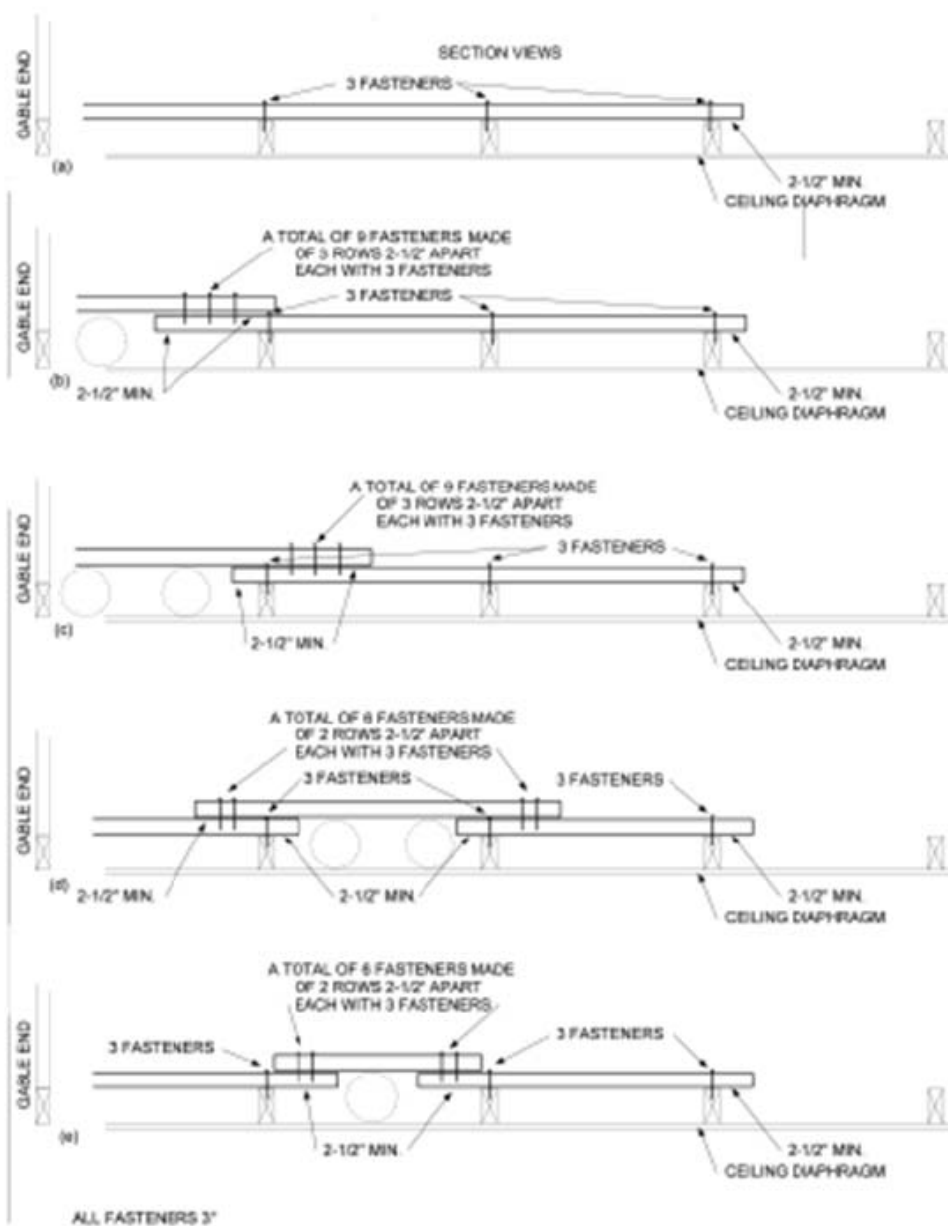 SECTION VIEWS
GABLE END
3 FASTENERS
(a)
2-1/2" MIN.
CEILING DIAPHRAGM
A TOTAL OF 9 FASTENERS MADE
OF 3 ROWS 2-1/2" APART
EACH WITH 3 FASTENERS
GABLE END
3 FASTENERS
(b)
2-1/2" MIN.
2-1/2" MIN.
CEILING DIAPHRAGM
A TOTAL OF 9 FASTENERS MADE
OF 3 ROWS 2-1/2" APART
EACH WITH 3 FASTENERS
GABLE END
3 FASTENERS
(c)
2-1/2" MIN.
2-1/2" MIN.
CEILING DIAPHRAGM
A TOTAL OF 6 FASTENERS MADE
OF 2 ROWS 2-1/2" APART
EACH WITH 3 FASTENERS
GABLE END
3 FASTENERS
3 FASTENERS
(d)
2-1/2" MIN.
2-1/2" MIN.
2-1/2" MIN.
CEILING DIAPHRAGM
A TOTAL OF 6 FASTENERS MADE
OF 2 ROWS 2-1/2" APART
EACH WITH 3 FASTENERS
GABLE END
3 FASTENERS
3 FASTENERS
(e)
2-1/2" MIN.
2-1/2" MIN.
CEILING DIAPHRAGM
ALL FASTENERS 3"